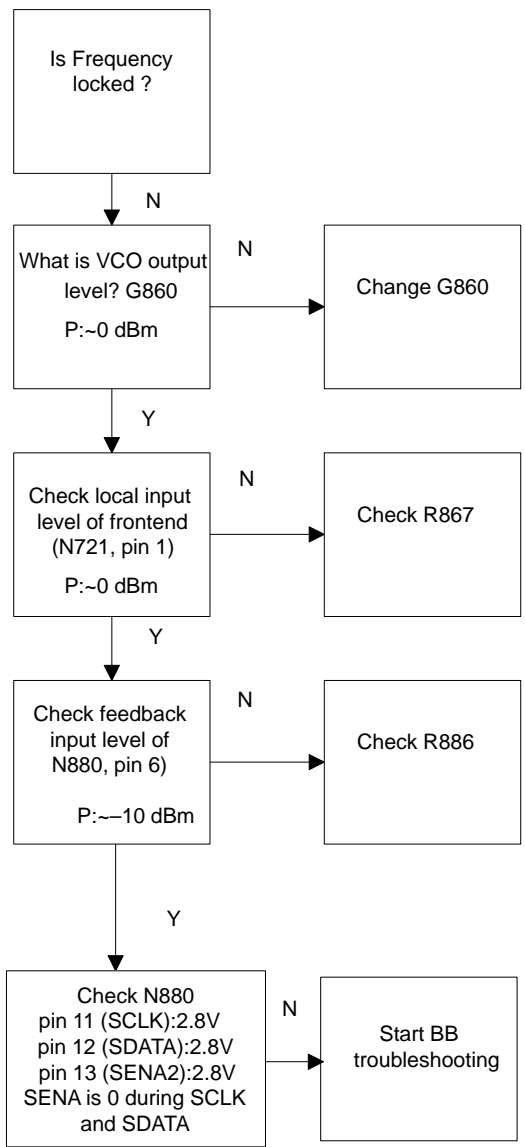 Is Frequency
locked ?
N
What is VCO output
level? G860
P:~0 dBm
N
Change G860
Y
Check local input
level of frontend
(N721, pin 1)
P:~0 dBm
N
Check R867
Y
Check feedback
input level of
N880, pin 6)
P:~–10 dBm
N
Check R886
Y
Check N880
pin 11 (SCLK):2.8V
pin 12 (SDATA):2.8V
pin 13 (SENA2):2.8V
SENA is 0 during SCLK
and SDATA
N
Start BB
troubleshooting